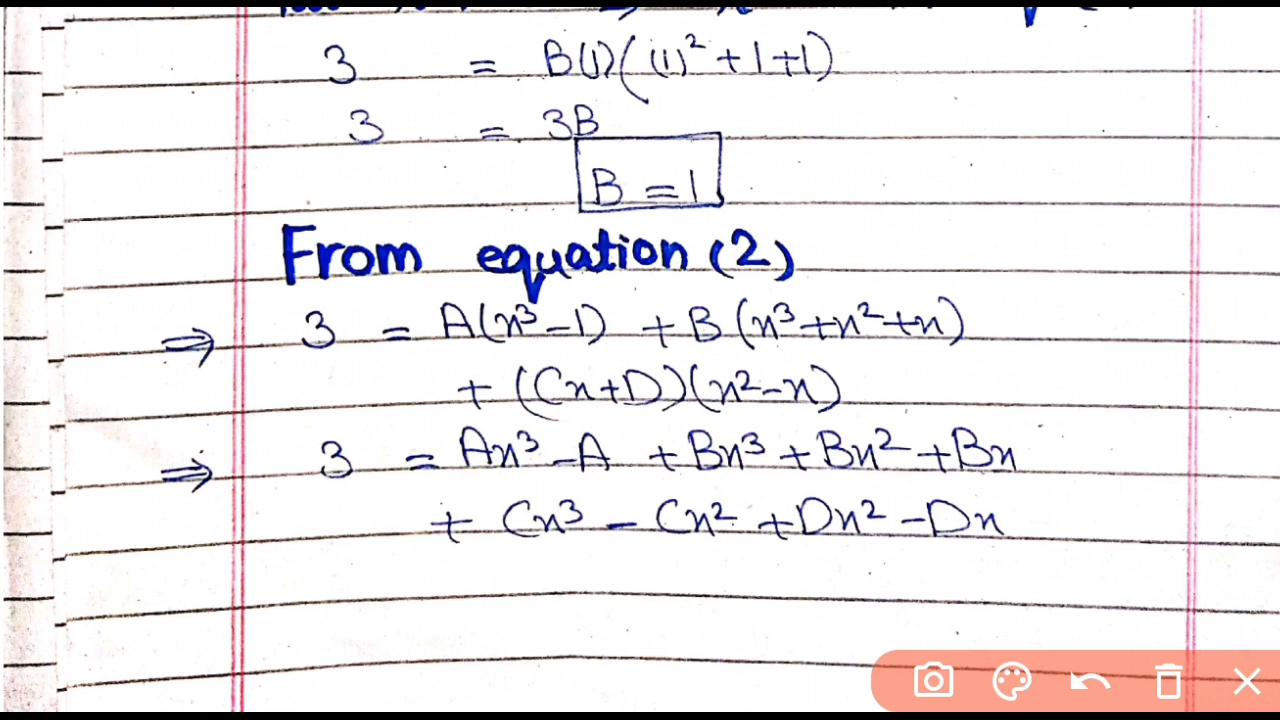 3 = B(1)((1)²+1+1)
3 = 3B
B = 1
From equation (2)
⇒ 3 = A(x³-1) + B(x³+x²+x)
+ (Cx+D)(x²-x)
⇒ 3 = Ax³ - A + Bx³ + Bx² + Bx
+ Cx³ - Cx² + Dx² - Dx